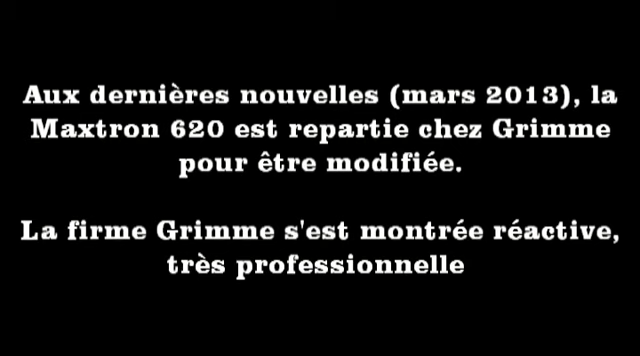 Aux dernières nouvelles (mars 2013), la
Maxtron 620 est repartie chez Grimme
pour être modifiée.
La firme Grimme s'est montrée réactive,
très professionnelle